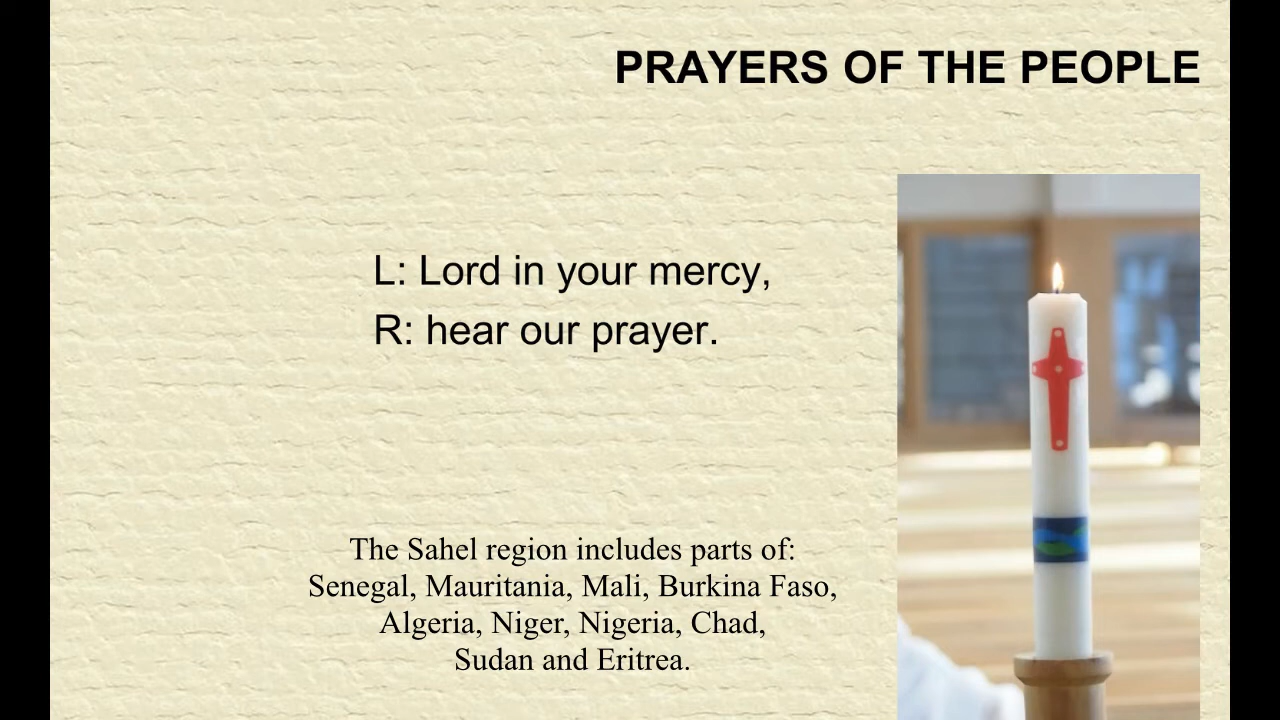 PRAYERS OF THE PEOPLE
L: Lord in your mercy,
R: hear our prayer.
The Sahel region includes parts of:
Senegal, Mauritania, Mali, Burkina Faso,
Algeria, Niger, Nigeria, Chad,
Sudan and Eritrea.